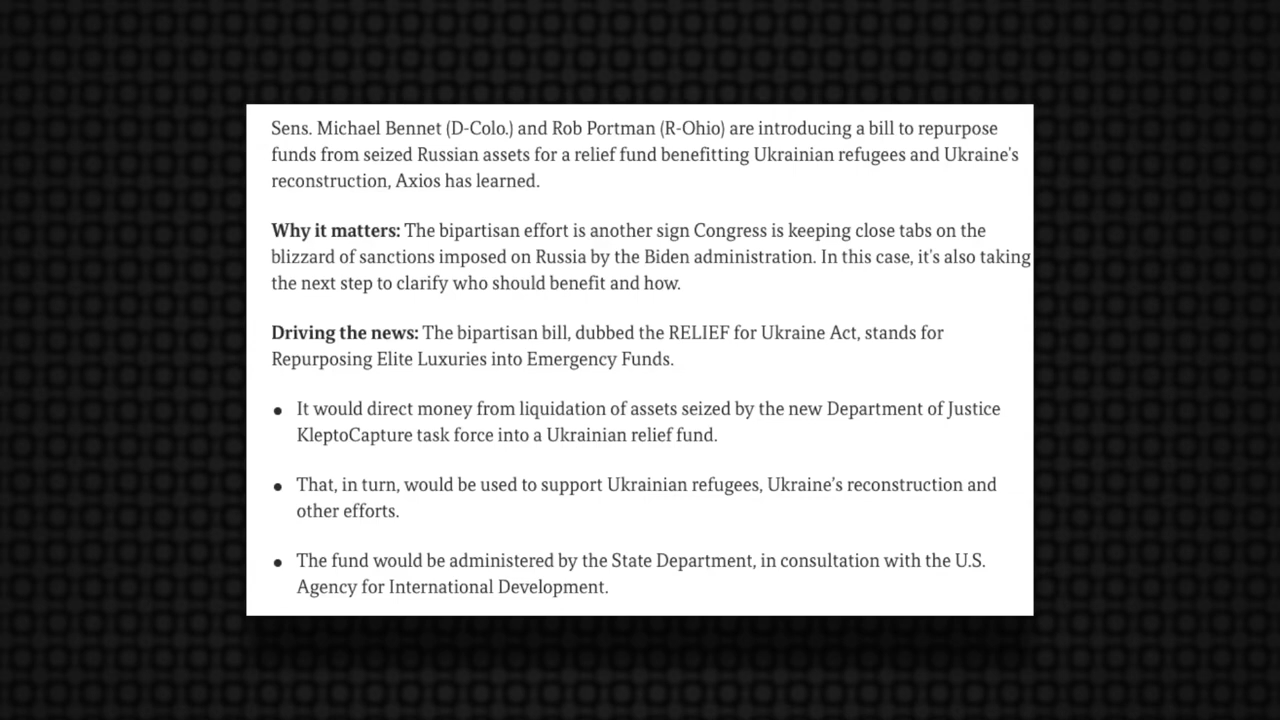 Sens. Michael Bennet (D-Colo.) and Rob Portman (R-Ohio) are introducing a bill to repurpose
funds from seized Russian assets for a relief fund benefitting Ukrainian refugees and Ukraine's
reconstruction, Axios has learned.
Why it matters: The bipartisan effort is another sign Congress is keeping close tabs on the
blizzard of sanctions imposed on Russia by the Biden administration. In this case, it's also taking
the next step to clarify who should benefit and how.
Driving the news: The bipartisan bill, dubbed the RELIEF for Ukraine Act, stands for
Repurposing Elite Luxuries into Emergency Funds.
• It would direct money from liquidation of assets seized by the new Department of Justice
KleptoCapture task force into a Ukrainian relief fund.
• That, in turn, would be used to support Ukrainian refugees, Ukraine’s reconstruction and
other efforts.
• The fund would be administered by the State Department, in consultation with the U.S.
Agency for International Development.